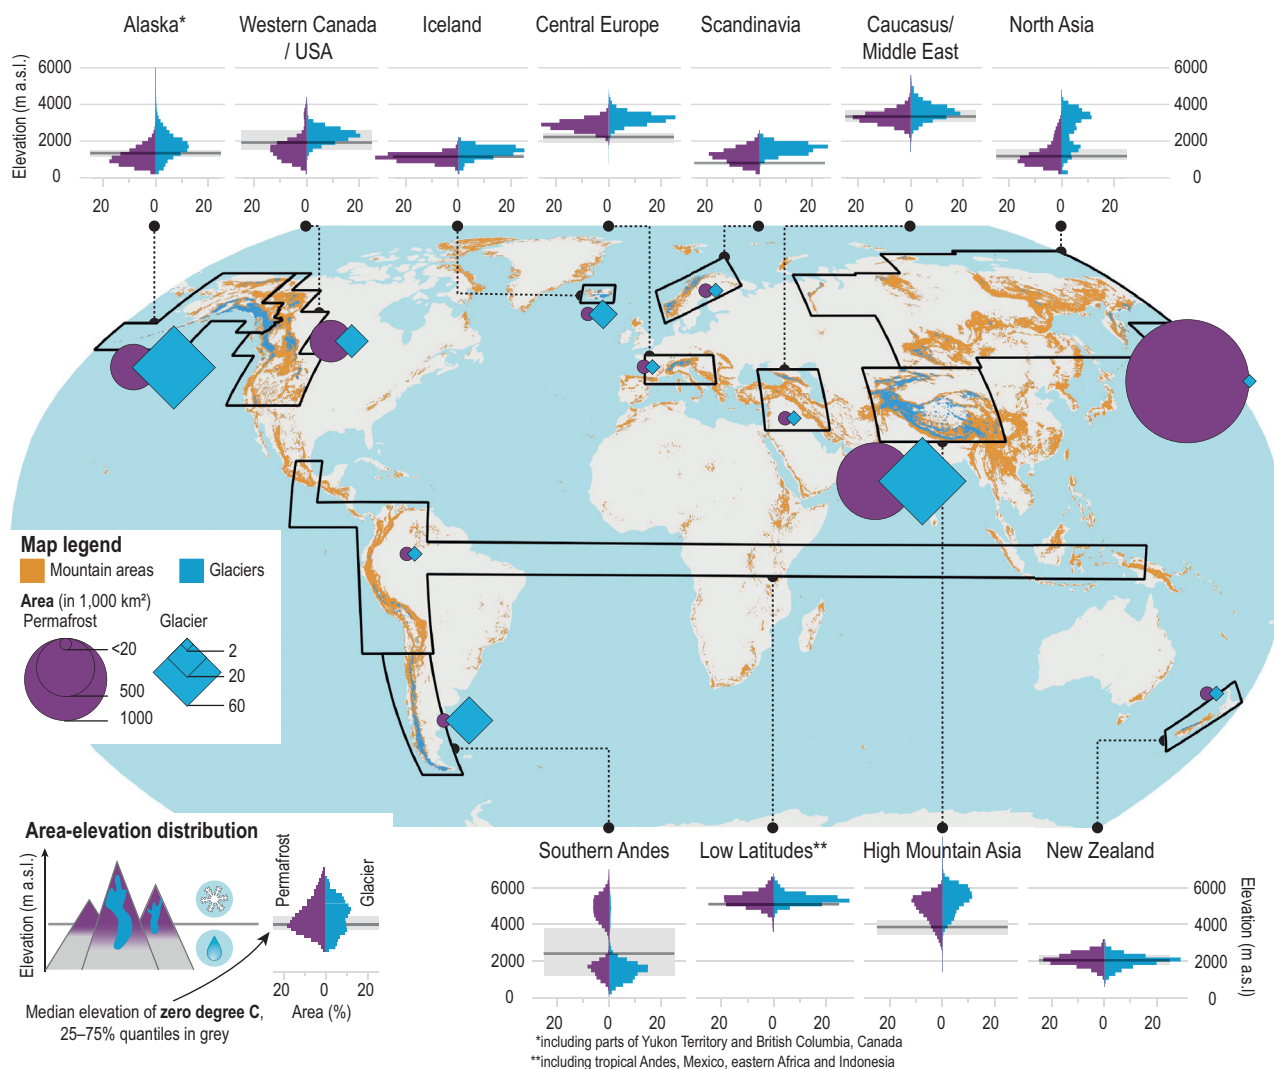 Alaska*
Western Canada
/ USA
Iceland
Central Europe
Scandinavia
Caucasus/
Middle East
North Asia
Elevation (m a.s.l.)
6000
4000
2000
0
6000
4000
2000
0
20 0 20
20 0 20
20 0 20
20 0 20
20 0 20
20 0 20
20 0 20
Map legend
Mountain areas
Glaciers
Area (in 1,000 km²)
Permafrost
Glacier
<20
500
1000
2
20
60
Area-elevation distribution
Elevation (m a.s.l.)
Permafrost
Glacier
20 0 20
Area (%)
Median elevation of zero degree C,
25–75% quantiles in grey
Southern Andes
Low Latitudes**
High Mountain Asia
New Zealand
6000
4000
2000
0
6000
4000
2000
0
Elevation (m a.s.l)
20 0 20
20 0 20
20 0 20
20 0 20
*including parts of Yukon Territory and British Columbia, Canada
**including tropical Andes, Mexico, eastern Africa and Indonesia